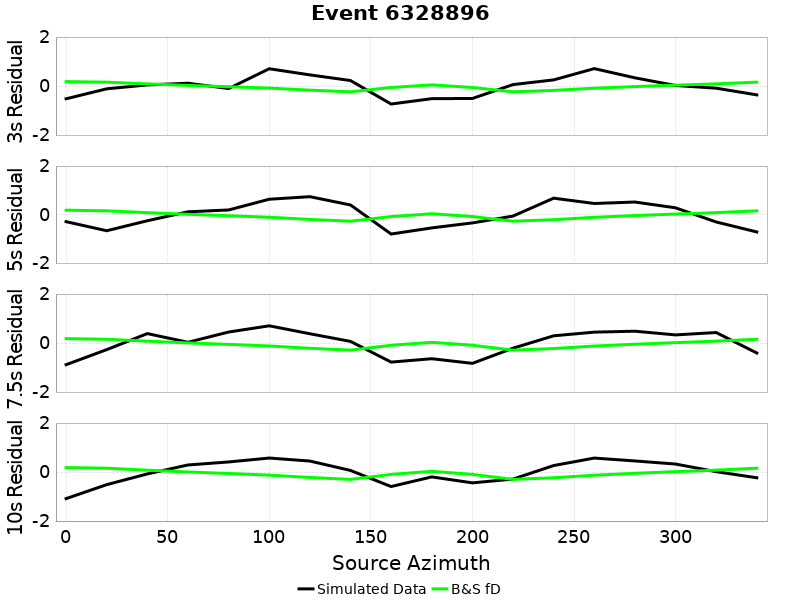 Event 6328896
3s Residual
2
0
-2
5s Residual
2
0
-2
7.5s Residual
2
0
-2
10s Residual
2
0
-2
0 50 100 150 200 250 300
Source Azimuth
Simulated Data B&S fD